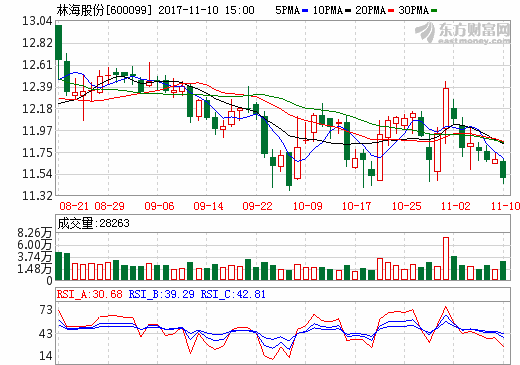 林海股份[600099] 2017-11-10 15:00 5PMA 10PMA 20PMA 30PMA
东方财富网
eastmoney.com
13.04
12.82
12.61
12.39
12.18
11.97
11.75
11.54
11.32
08-21 08-29 09-06 09-14 09-22 10-09 10-17 10-25 11-02 11-10
成交量:28263
8.26万
6.00万
3.74万
1.48万
0
RSI_A:30.68 RSI_B:39.29 RSI_C:42.81
73
43
14